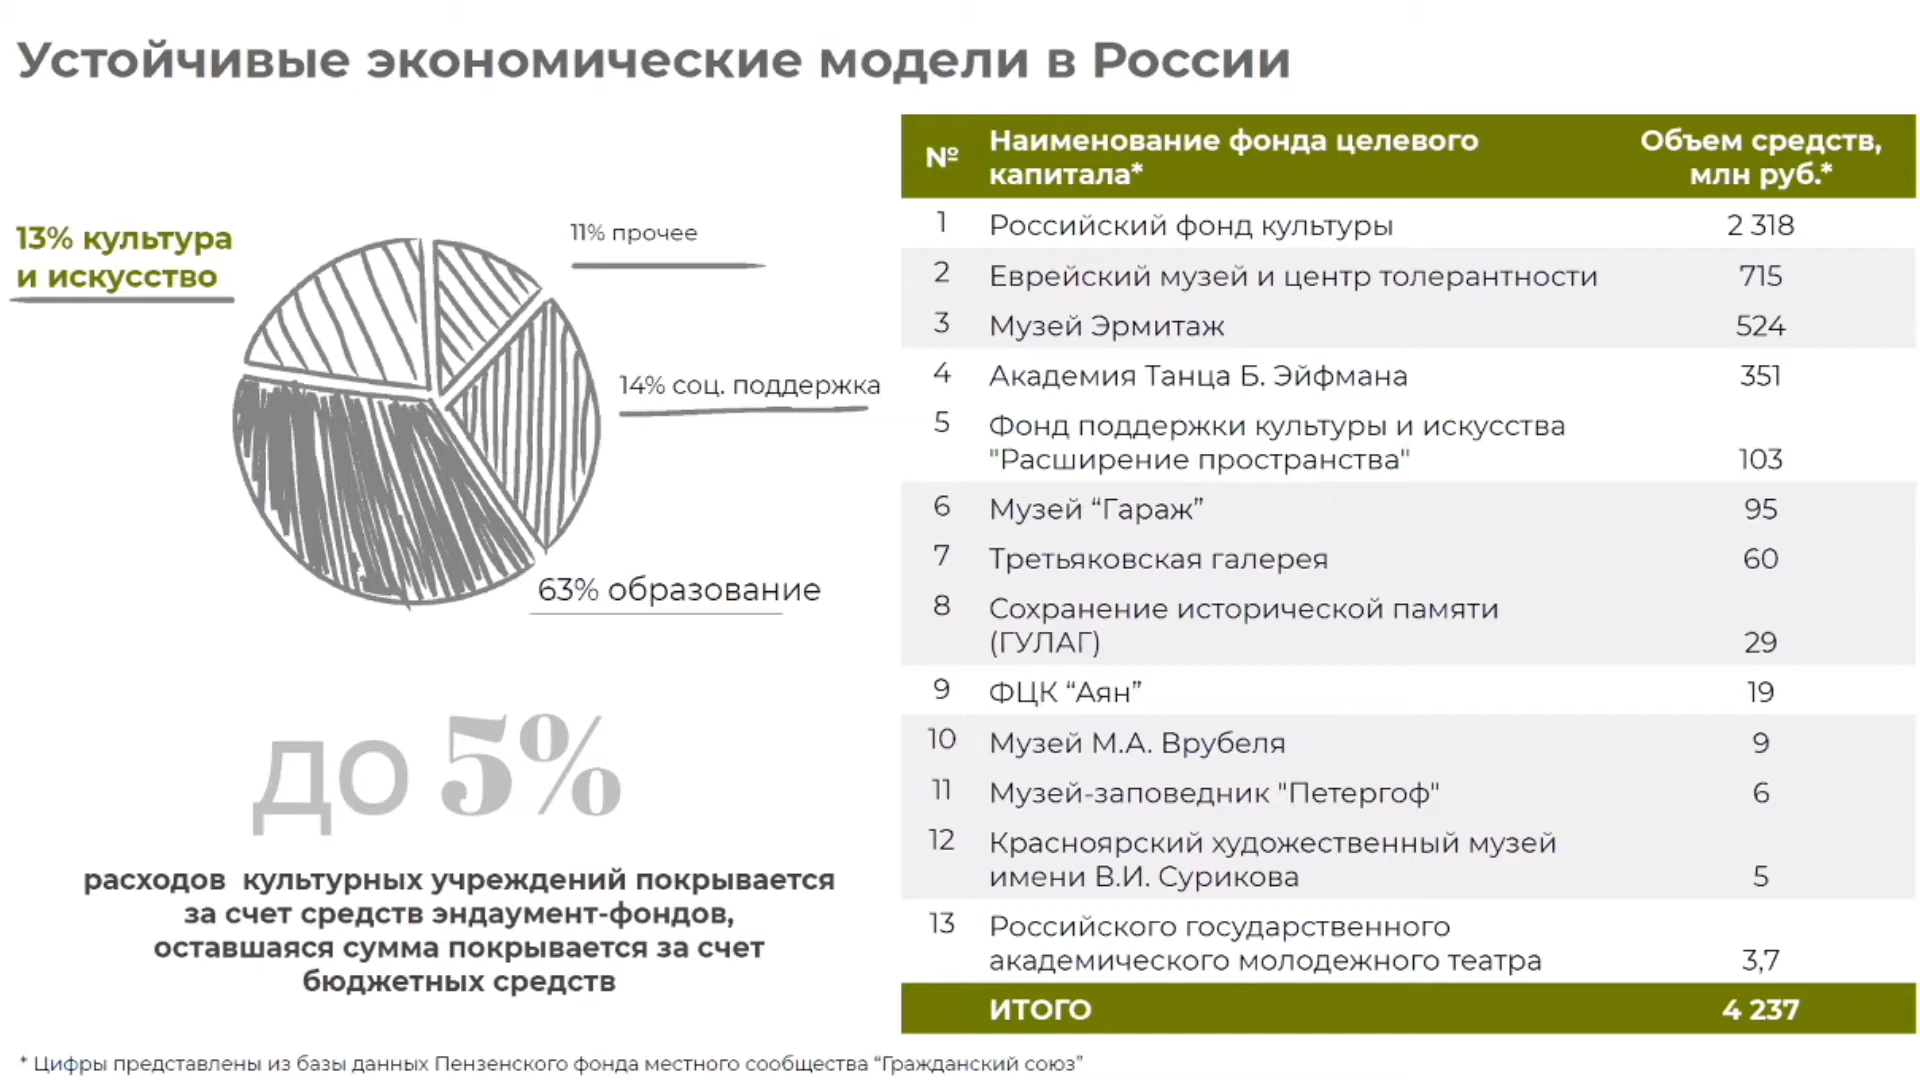 Устойчивые экономические модели в России
13% культура
и искусство
11% прочее
14% соц. поддержка
63% образование
до 5%
расходов культурных учреждений покрывается
за счет средств эндаумент-фондов,
оставшаяся сумма покрывается за счет
бюджетных средств
№ Наименование фонда целевого капитала* Объем средств, млн руб.*
1 Российский фонд культуры 2 318
2 Еврейский музей и центр толерантности 715
3 Музей Эрмитаж 524
4 Академия Танца Б. Эйфмана 351
5 Фонд поддержки культуры и искусства
"Расширение пространства" 103
6 Музей “Гараж” 95
7 Третьяковская галерея 60
8 Сохранение исторической памяти
(ГУЛАГ) 29
9 ФЦК “Аян” 19
10 Музей М.А. Врубеля 9
11 Музей-заповедник "Петергоф" 6
12 Красноярский художественный музей
имени В.И. Сурикова 5
13 Российского государственного
академического молодежного театра 3,7
ИТОГО 4 237
* Цифры представлены из базы данных Пензенского фонда местного сообщества “Гражданский союз”